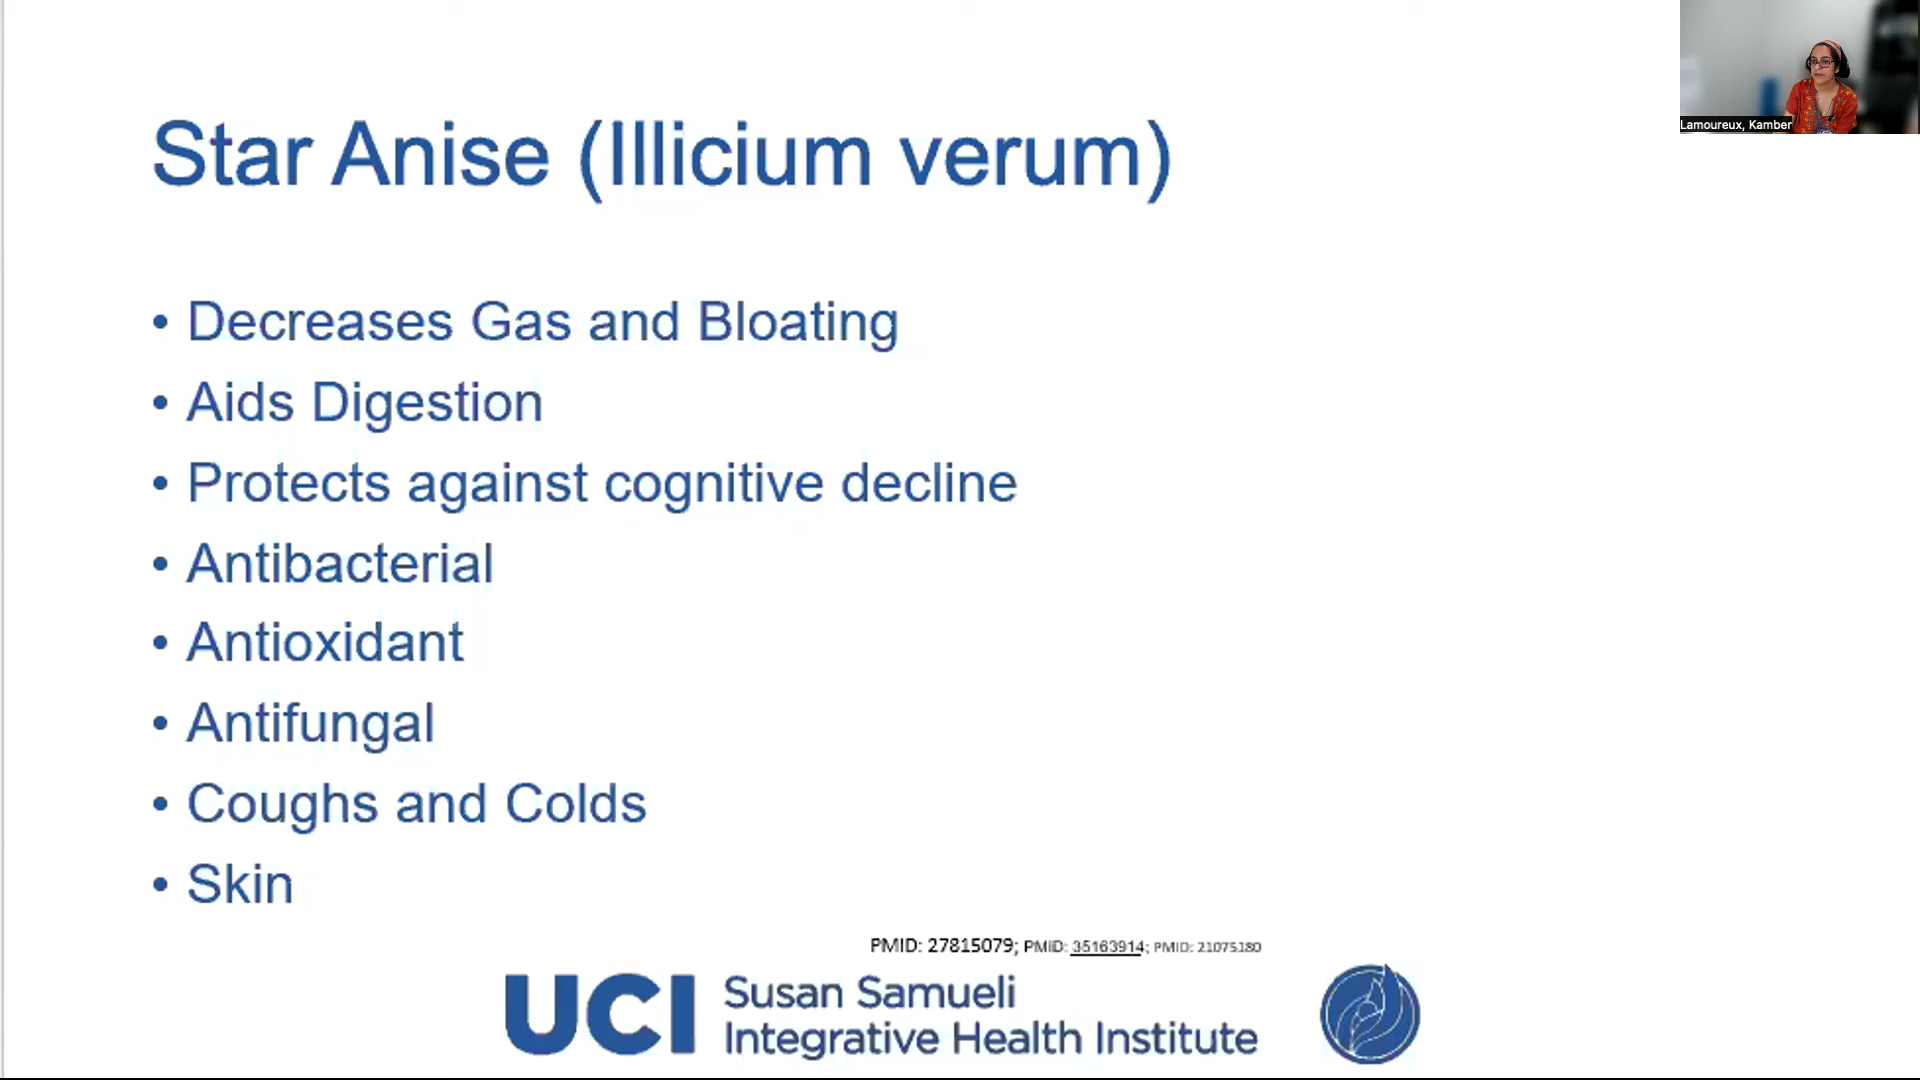 Lamoureux, Kamber
Star Anise (Illicium verum)
• Decreases Gas and Bloating
• Aids Digestion
• Protects against cognitive decline
• Antibacterial
• Antioxidant
• Antifungal
• Coughs and Colds
• Skin
PMID: 27815079; PMID: 35163914; PMID: 21075180
UCI Susan Samueli
Integrative Health Institute